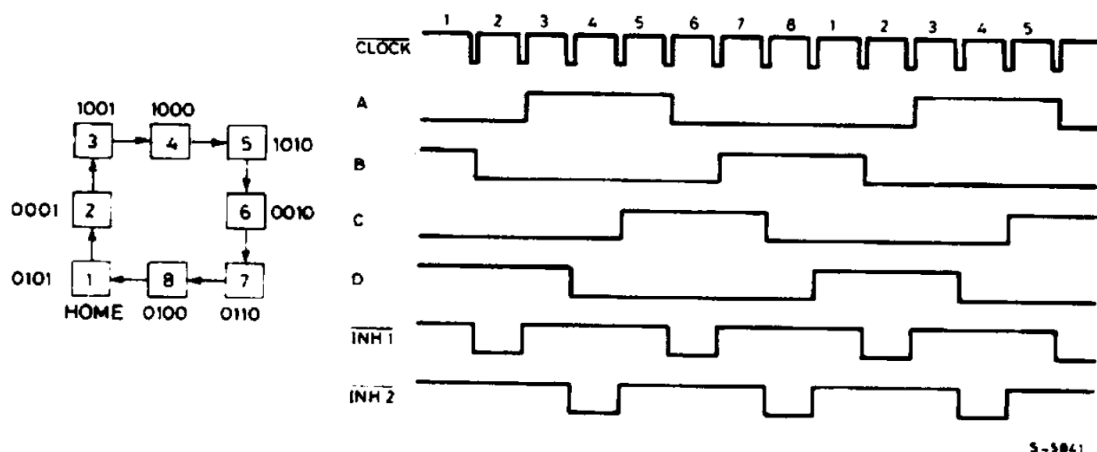 1001 1000
3 4 5 1010
0001 2 6 0010
0101 1 8 7
HOME 0100 0110
1 2 3 4 5 6 7 8 1 2 3 4 5
CLOCK
A
B
C
D
INH 1
INH 2
S-5841